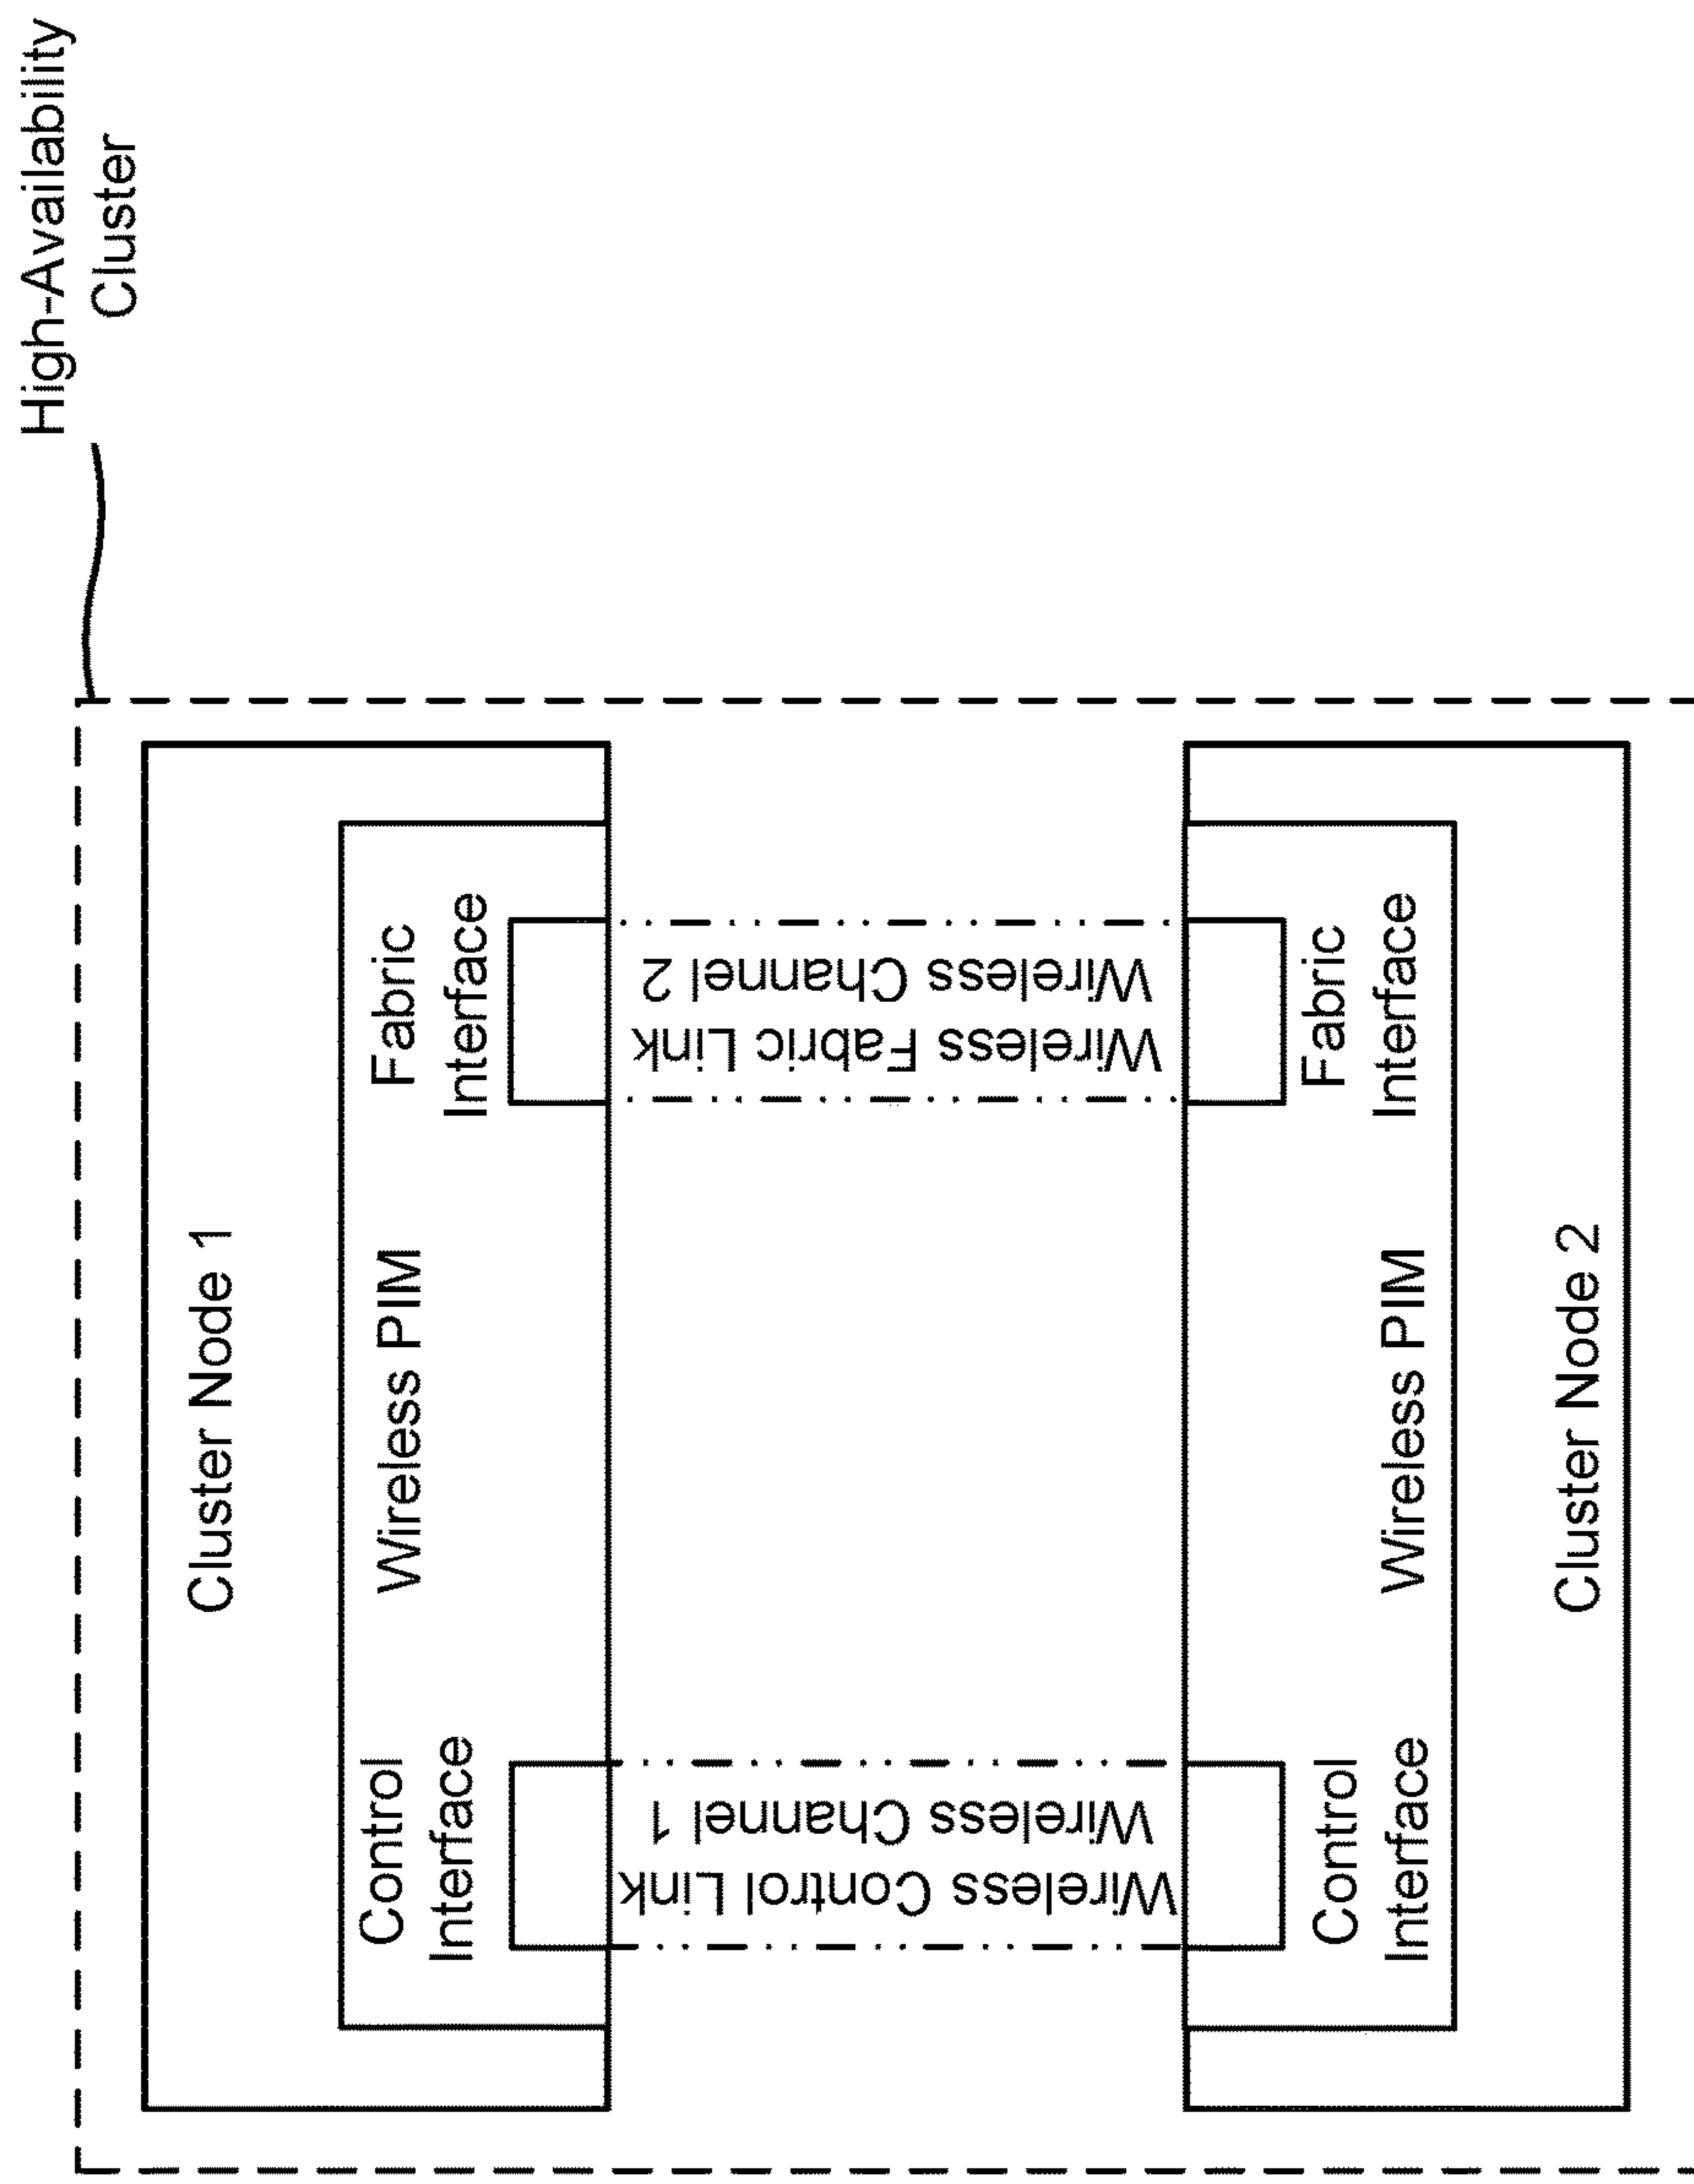 High-Availability
Cluster
Cluster Node 1
Control
Interface
Wireless PIM
Fabric
Interface
Wireless Control Link
Wireless Channel 1
Wireless Fabric Link
Wireless Channel 2
Control
Interface
Wireless PIM
Fabric
Interface
Cluster Node 2